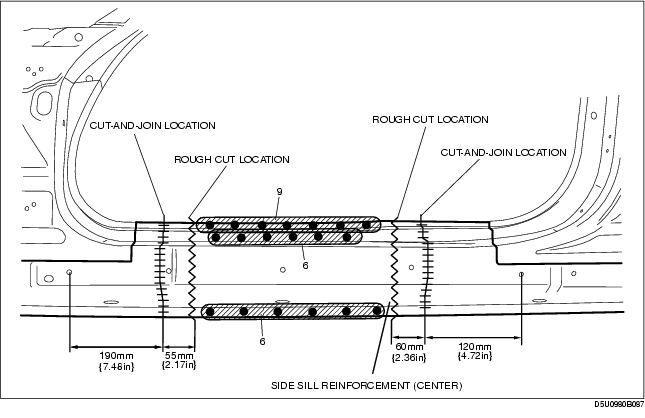 ROUGH CUT LOCATION
CUT-AND-JOIN LOCATION
CUT-AND-JOIN LOCATION
ROUGH CUT LOCATION
9
6
6
190mm
{7.48in}
55mm
{2.17in}
60mm
{2.36in}
120mm
{4.72in}
SIDE SILL REINFORCEMENT (CENTER)
D5U0980B087